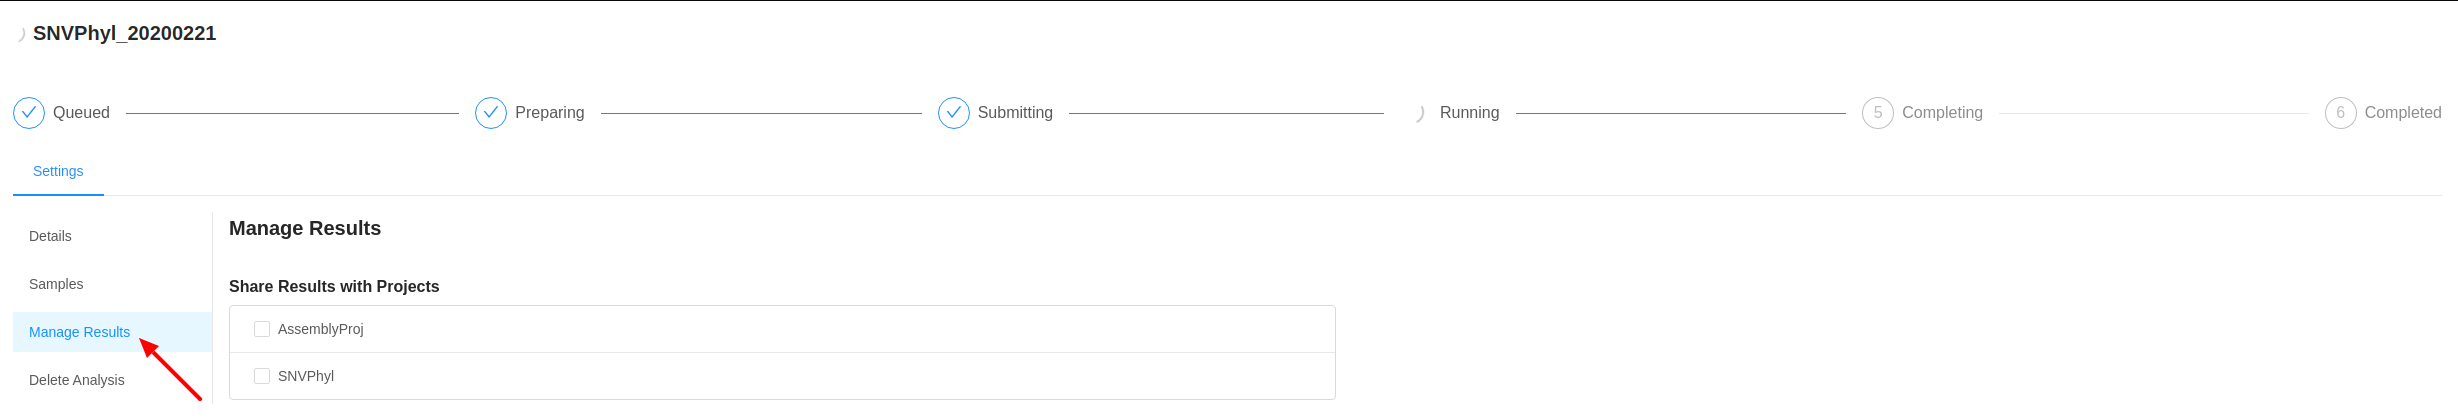 SNVPhyl_20200221
Queued Preparing Submitting Running 5 Completing 6 Completed
Settings
Details
Samples
Manage Results
Delete Analysis
Manage Results
Share Results with Projects
AssemblyProj
SNVPhyl